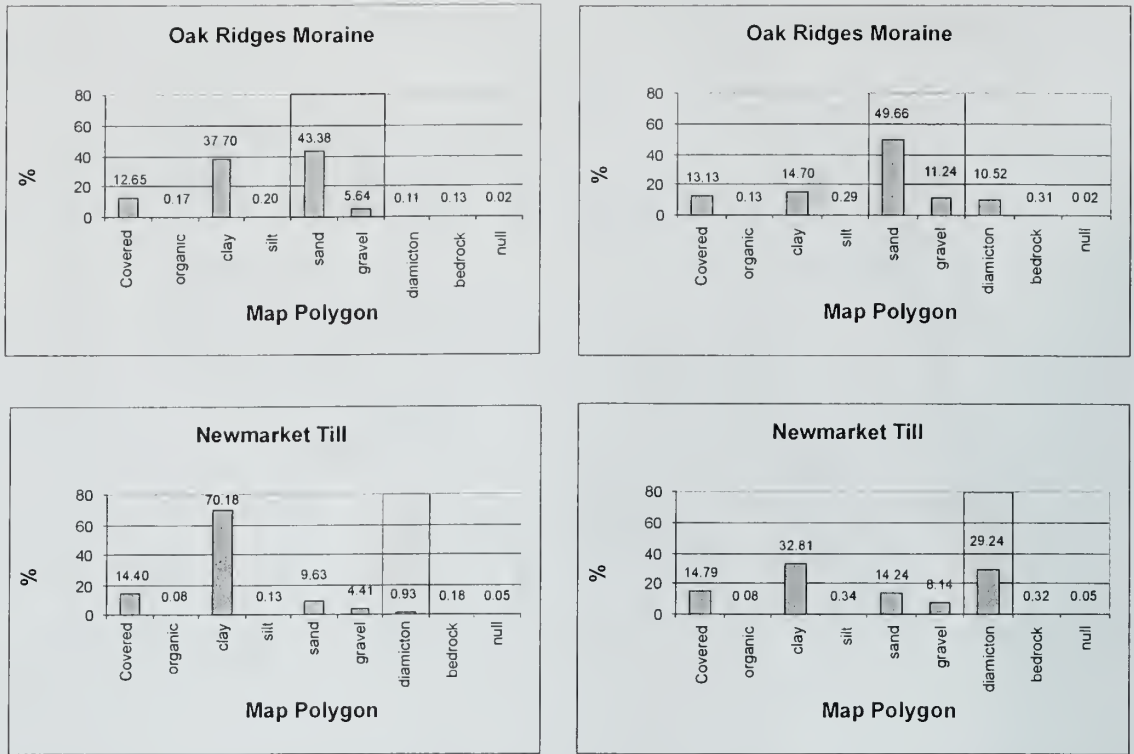 Oak Ridges Moraine
%
80
60
40
20
0
12.65
0.17
37.70
0.20
43.38
5.64
0.11
0.13
0.02
Covered
organic
clay
silt
sand
gravel
diamicton
bedrock
null
Map Polygon
Oak Ridges Moraine
%
80
60
40
20
0
13.13
0.13
14.70
0.29
49.66
11.24
10.52
0.31
0.02
Covered
organic
clay
silt
sand
gravel
diamicton
bedrock
null
Map Polygon
Newmarket Till
%
80
60
40
20
0
14.40
0.08
70.18
0.13
9.63
4.41
0.93
0.18
0.05
Covered
organic
clay
silt
sand
gravel
diamicton
bedrock
null
Map Polygon
Newmarket Till
%
80
60
40
20
0
14.79
0.08
32.81
0.34
14.24
8.14
29.24
0.32
0.05
Covered
organic
clay
silt
sand
gravel
diamicton
bedrock
null
Map Polygon